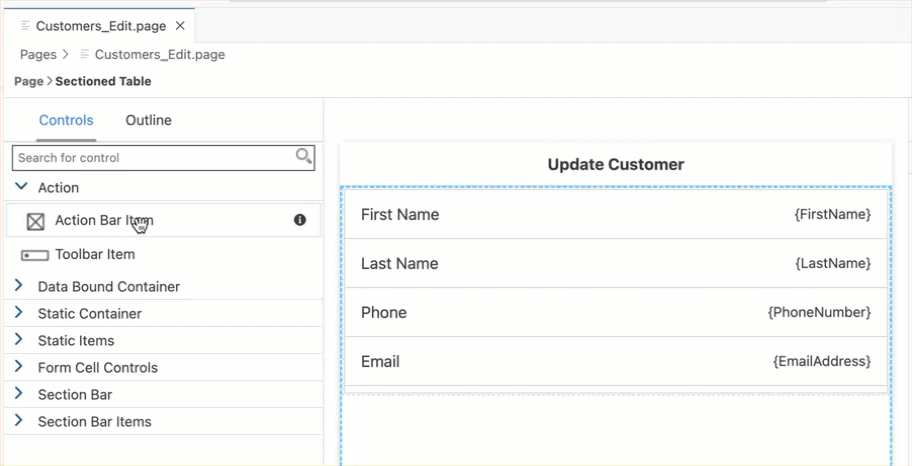 Customers_Edit.page
Pages > Customers_Edit.page
Page > Sectioned Table
Controls Outline
Search for control
Action
Action Bar Item
Toolbar Item
Data Bound Container
Static Container
Static Items
Form Cell Controls
Section Bar
Section Bar Items
Update Customer
First Name {FirstName}
Last Name {LastName}
Phone {PhoneNumber}
Email {EmailAddress}